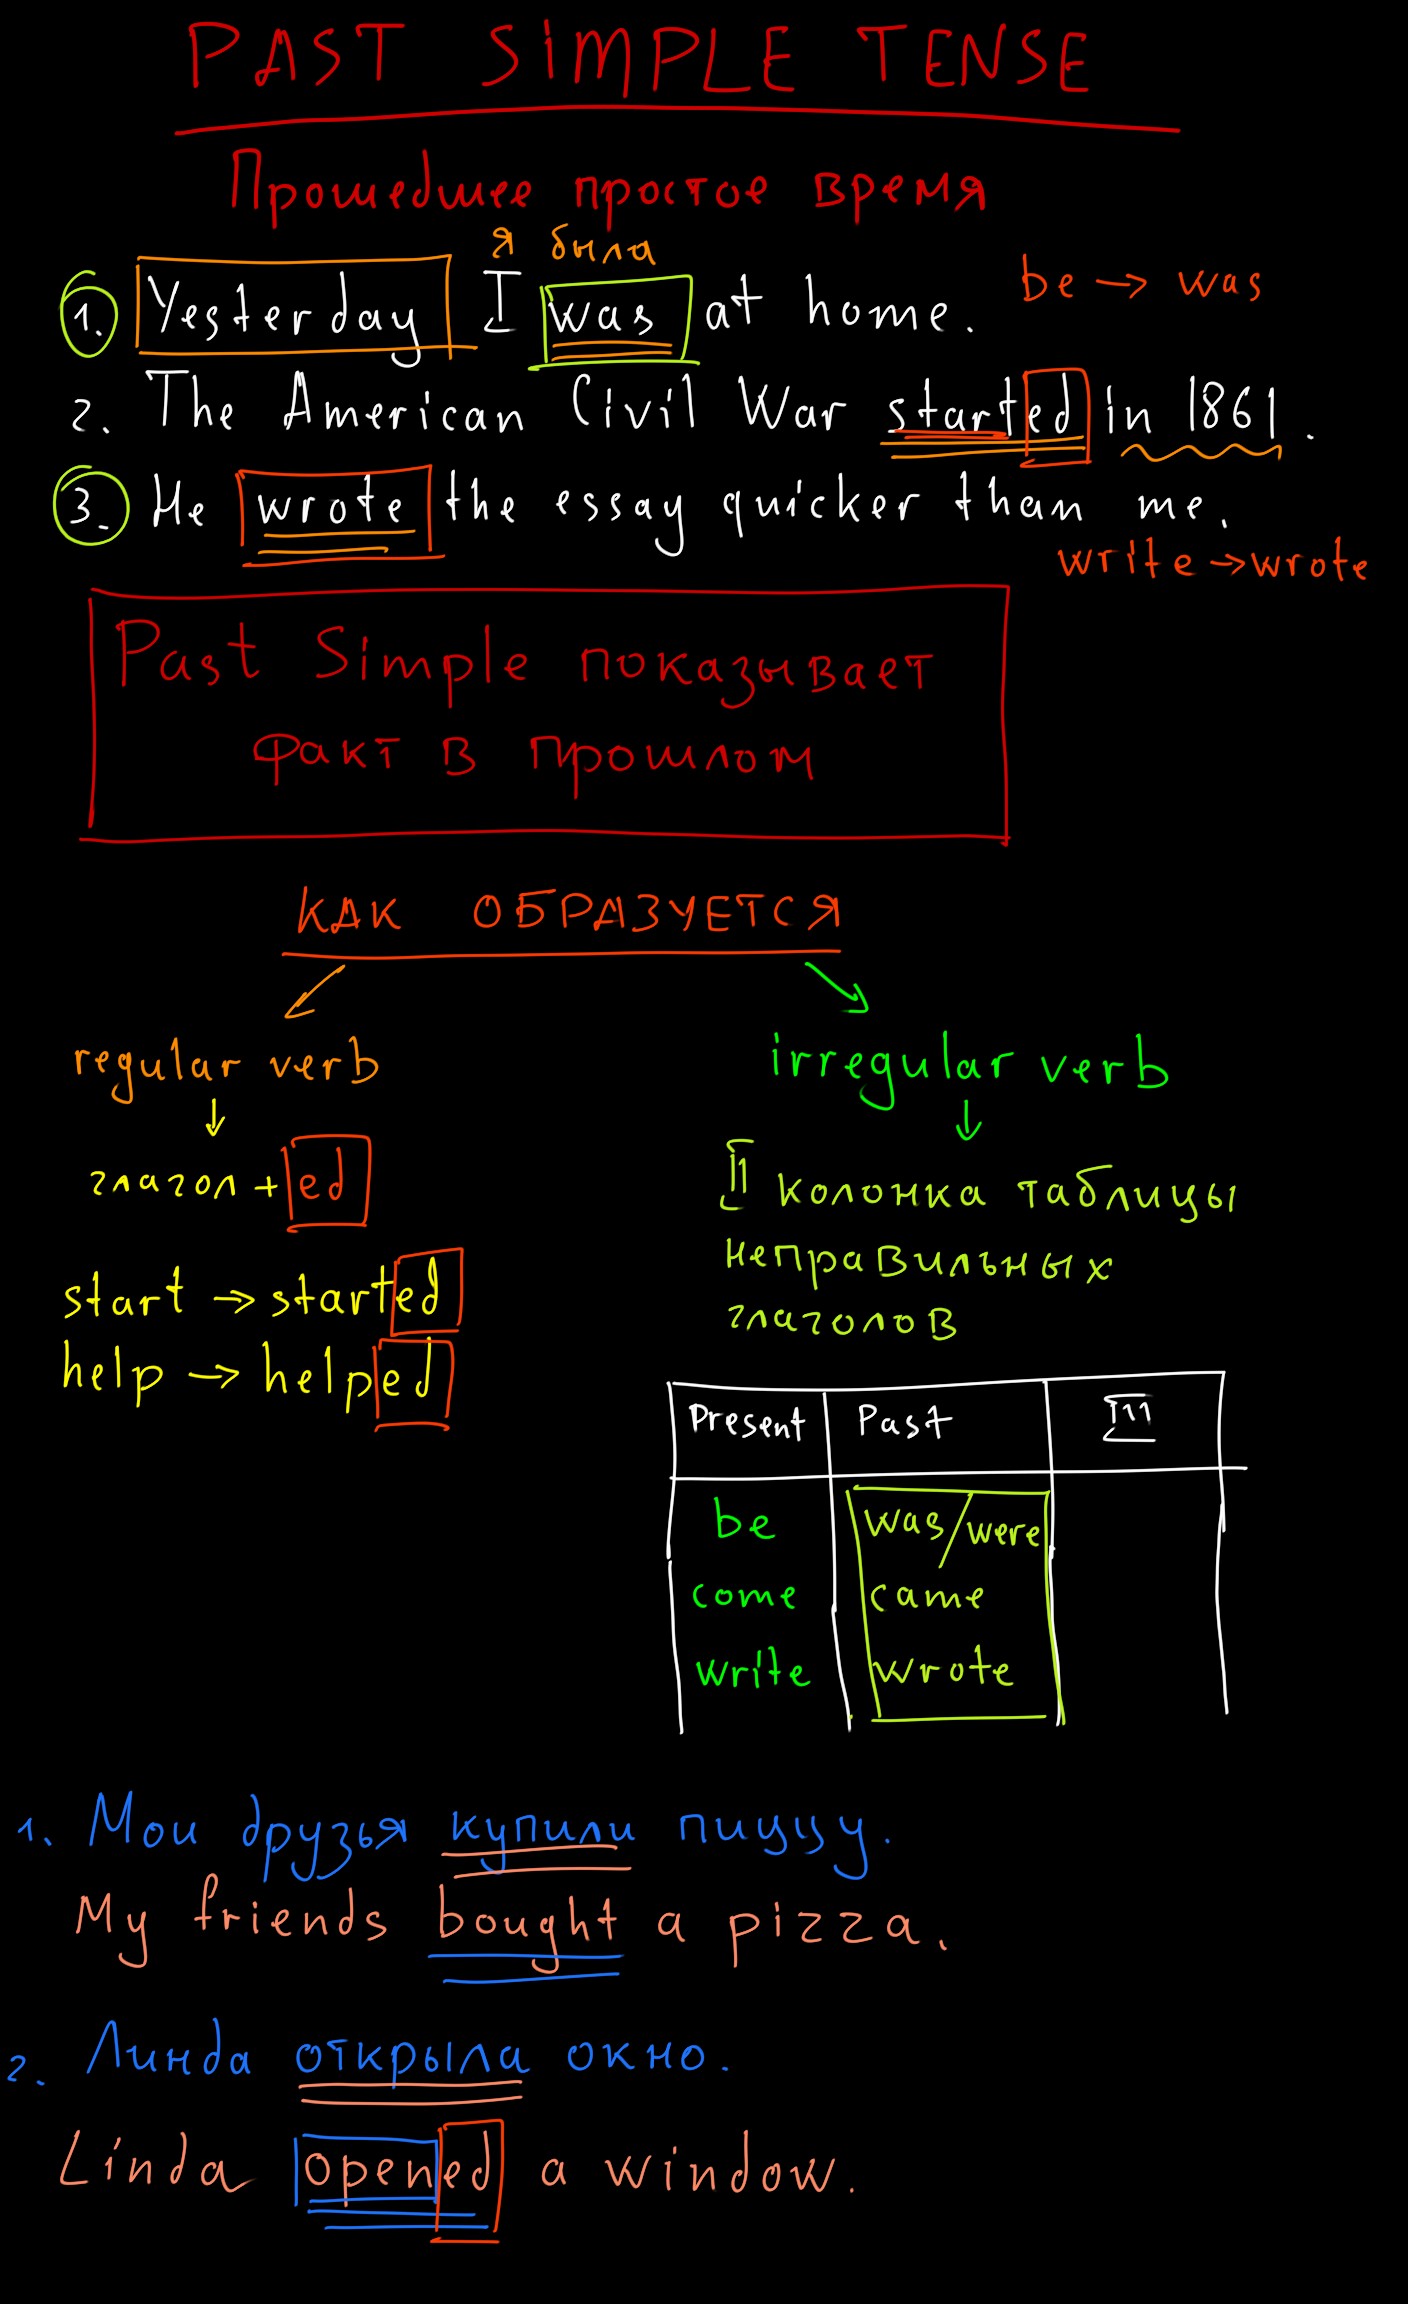 PAST SIMPLE TENSE
Прошедшее простое время
я была
1. Yesterday I was at home.
be → was
2. The American Civil War started in 1861.
3. He wrote the essay quicker than me.
write → wrote
Past Simple показывает
факт в прошлом
КАК ОБРАЗУЕТСЯ
regular verb
глагол + ed
start → started
help → helped
irregular verb
II колонка таблицы
неправильных
глаголов
Present Past III
be was/were
come came
write wrote
1. Мои друзья купили пиццу.
My friends bought a pizza.
2. Линда открыла окно.
Linda opened a window.